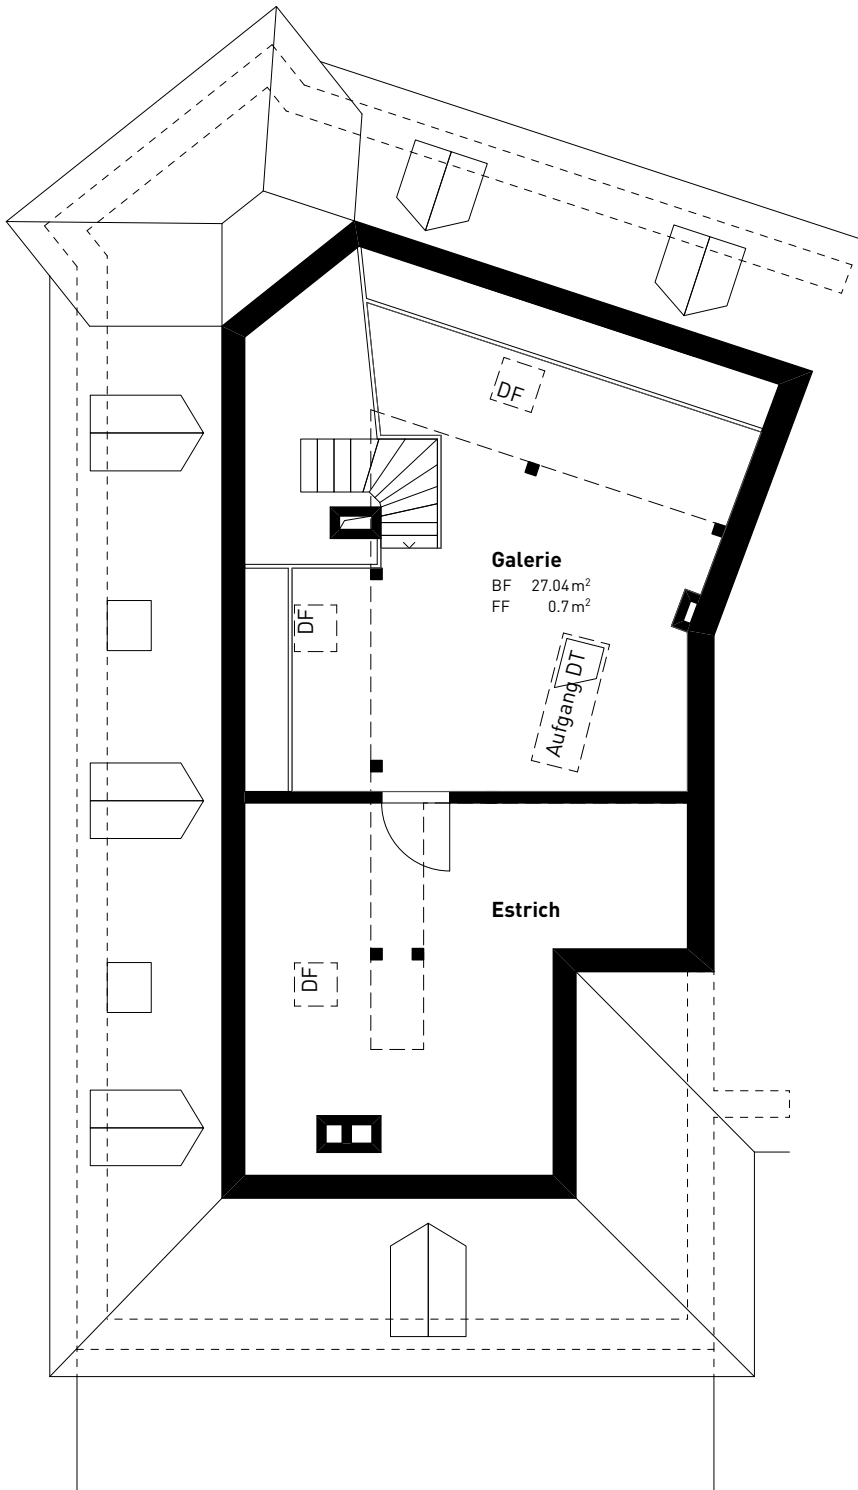 DF
Galerie
BF 27.04 m²
FF 0.7 m²
DF
Aufgang DT
Estrich
DF